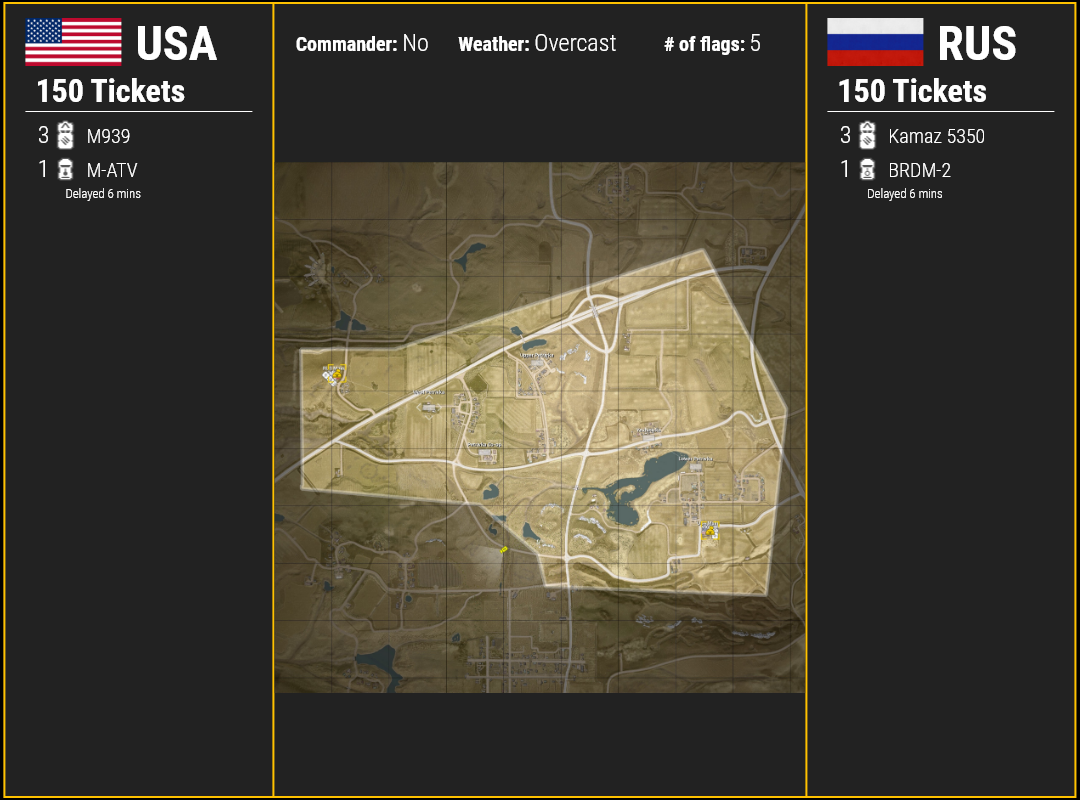 USA
150 Tickets
3 M939
1 M-ATV
Delayed 6 mins
Commander: No Weather: Overcast # of flags: 5
RUS
150 Tickets
3 Kamaz 5350
1 BRDM-2
Delayed 6 mins